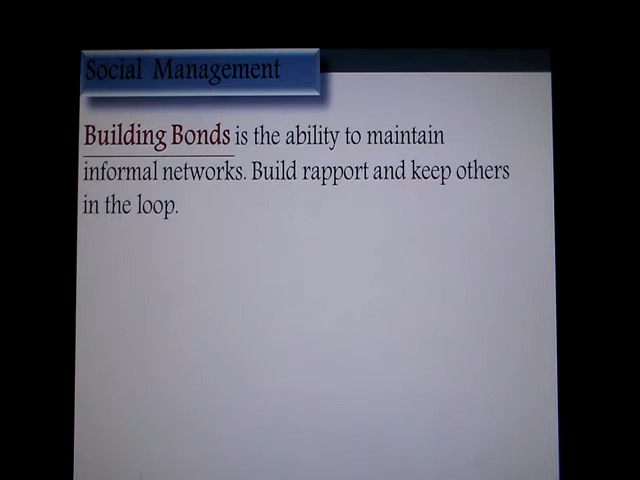 Social Management
Building Bonds is the ability to maintain
informal networks. Build rapport and keep others
in the loop.